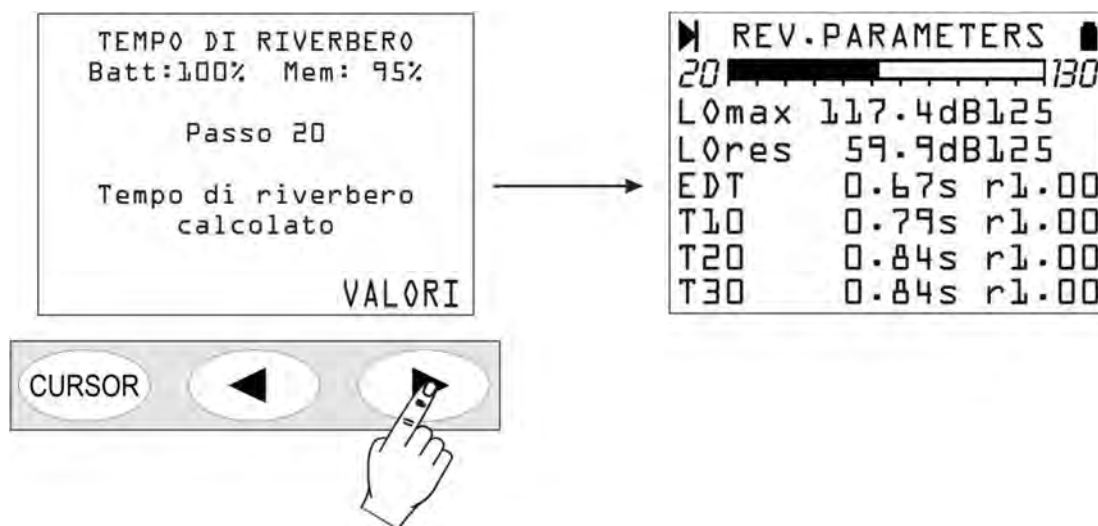 TEMPO DI RIVERBERO
Batt:100% Mem: 95%
Passo 20
Tempo di riverbero
calcolato
VALORI
CURSOR
REV.PARAMETERS
20 130
L0max 117.4dB125
L0res 59.9dB125
EDT 0.67s r1.00
T10 0.79s r1.00
T20 0.84s r1.00
T30 0.84s r1.00